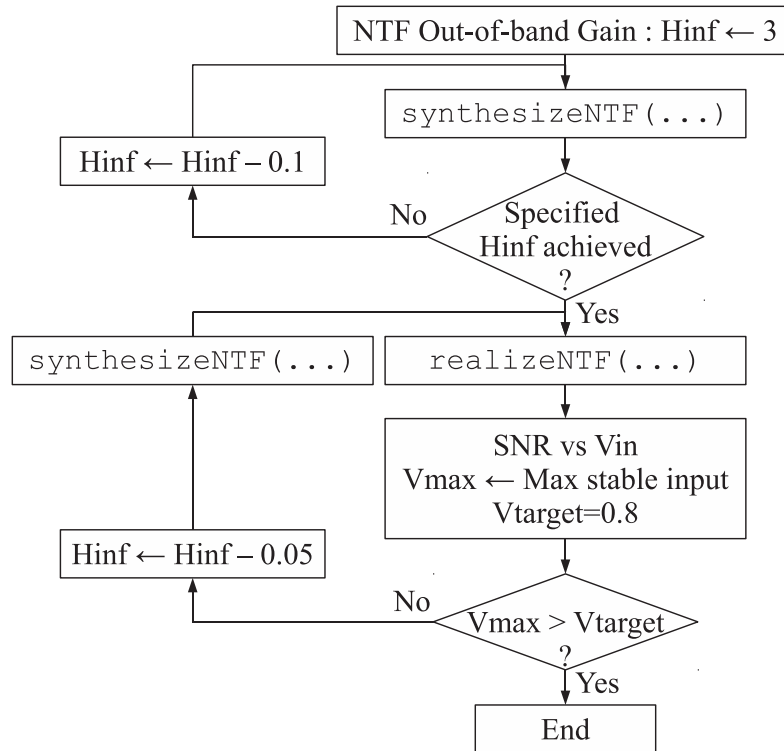 NTF Out-of-band Gain : Hinf ← 3
synthesizeNTF(...)
Hinf ← Hinf – 0.1
No
Specified
Hinf achieved
?
Yes
synthesizeNTF(...)
realizeNTF(...)
SNR vs Vin
Vmax ← Max stable input
Vtarget=0.8
Hinf ← Hinf – 0.05
No
Vmax > Vtarget
?
Yes
End